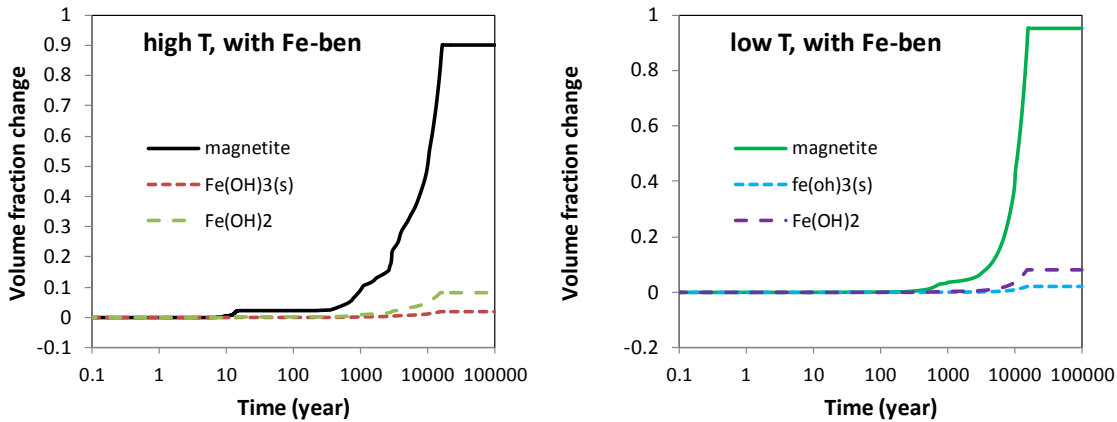 high T, with Fe-ben
Volume fraction change
1
0.9
0.8
0.7
0.6
0.5
0.4
0.3
0.2
0.1
0
-0.1
magnetite
Fe(OH)3(s)
Fe(OH)2
0.1 1 10 100 1000 10000 100000
Time (year)
low T, with Fe-ben
Volume fraction change
1
0.8
0.6
0.4
0.2
0
-0.2
magnetite
fe(oh)3(s)
Fe(OH)2
0.1 1 10 100 1000 10000 100000
Time (year)